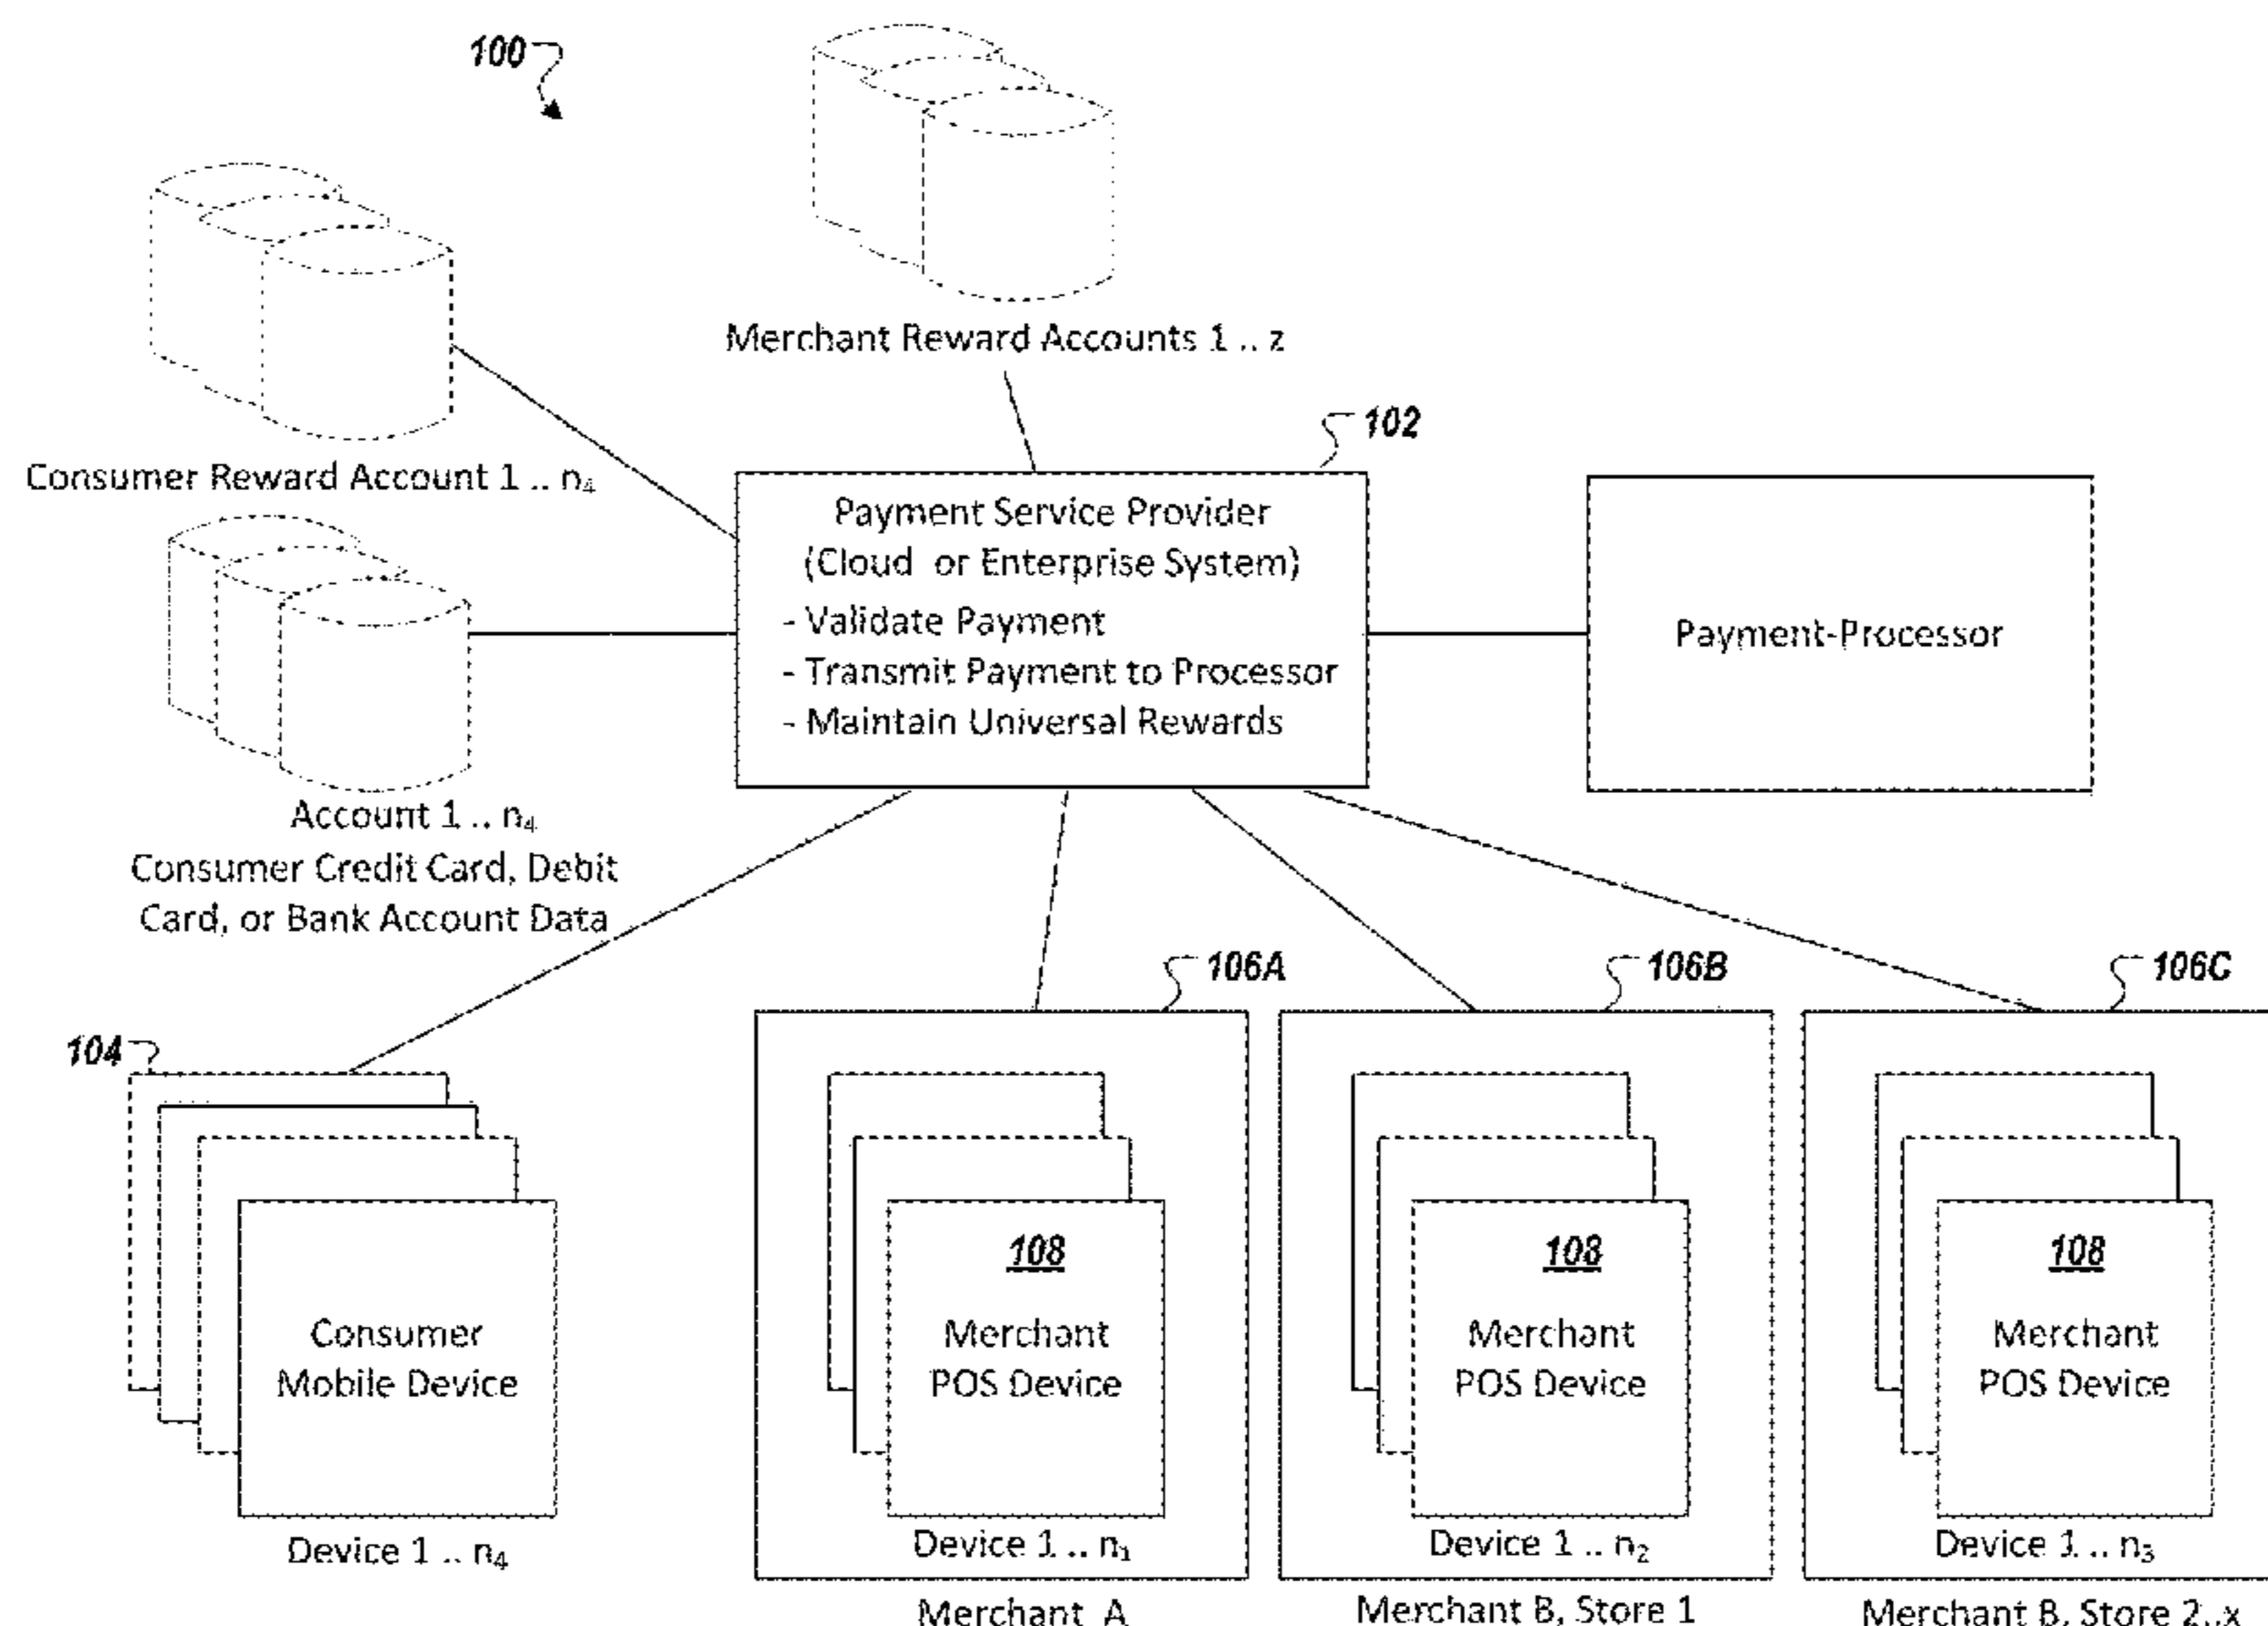 100
Merchant Reward Accounts 1 .. z
Consumer Reward Account 1 .. n₄
102
Payment Service Provider
(Cloud or Enterprise System)
- Validate Payment
- Transmit Payment to Processor
- Maintain Universal Rewards
Payment-Processor
Account 1 .. n₄
Consumer Credit Card, Debit
Card, or Bank Account Data
104
Consumer
Mobile Device
Device 1 .. n₄
106A
108
Merchant
POS Device
Device 1 .. n₁
Merchant A
106B
108
Merchant
POS Device
Device 1 .. n₂
Merchant B, Store 1
106C
108
Merchant
POS Device
Device 1 .. n₃
Merchant B, Store 2..x